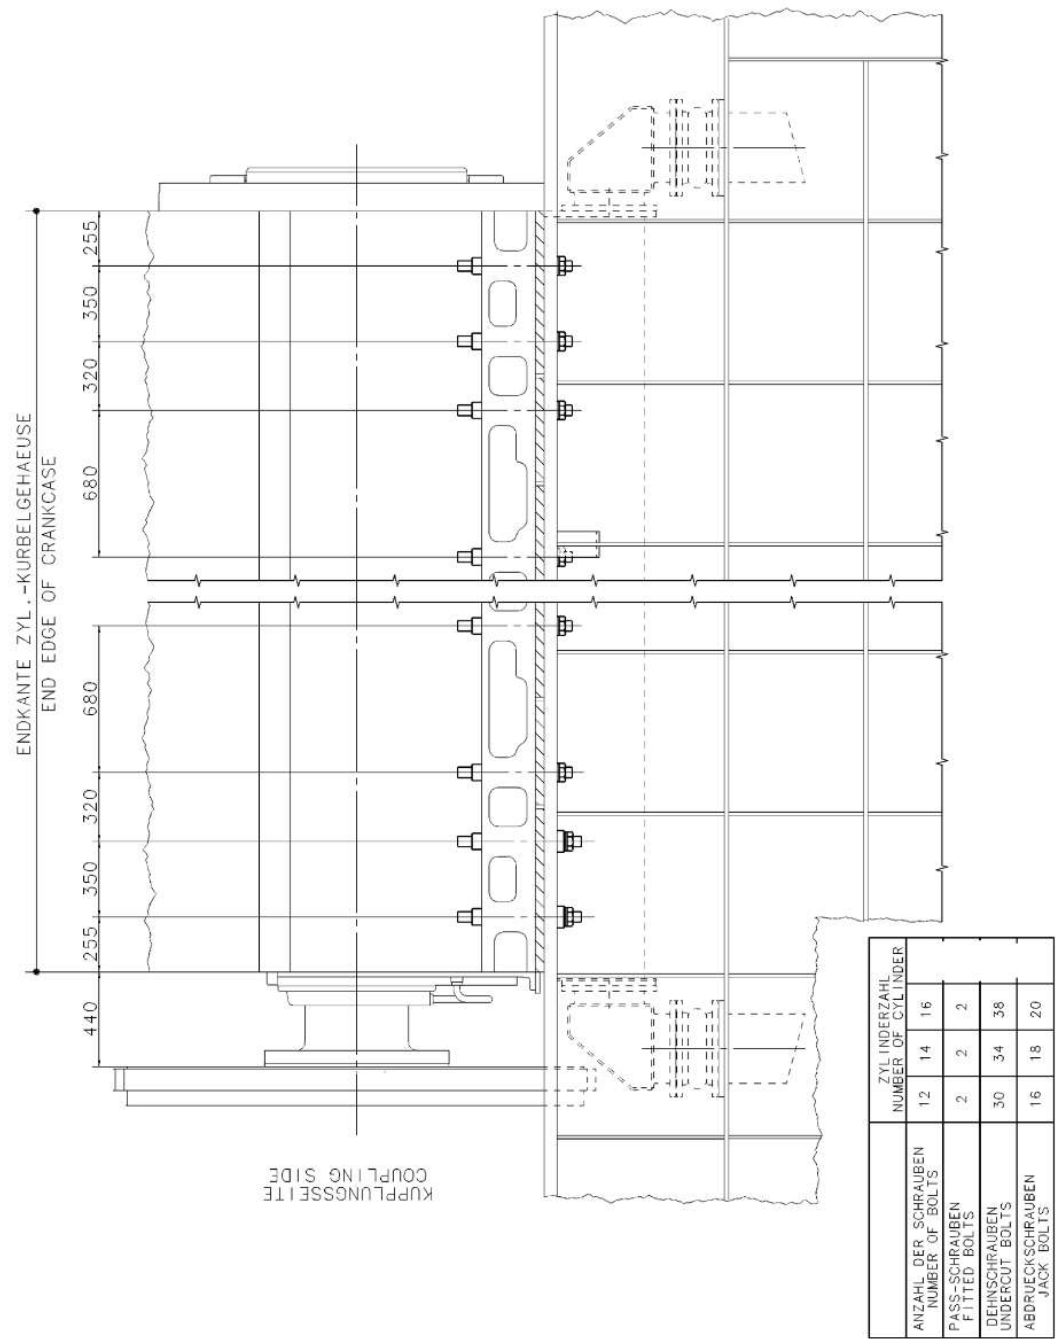 ENDKANTE ZYL.-KURBELGEHAEUSE
END EDGE OF CRANKCASE
440
255
350
320
680
680
320
350
255
KUPPLUNGSSEITE
COUPLING SIDE
ZYLINDERZAHL
NUMBER OF CYLINDER
ANZAHL DER SCHRAUBEN
NUMBER OF BOLTS
12 14 16
PASS-SCHRAUBEN
FITTED BOLTS
2 2 2
DEHNSCHRAUBEN
UNDERCUT BOLTS
30 34 38
ABDRUECKSCHRAUBEN
JACK BOLTS
16 18 20